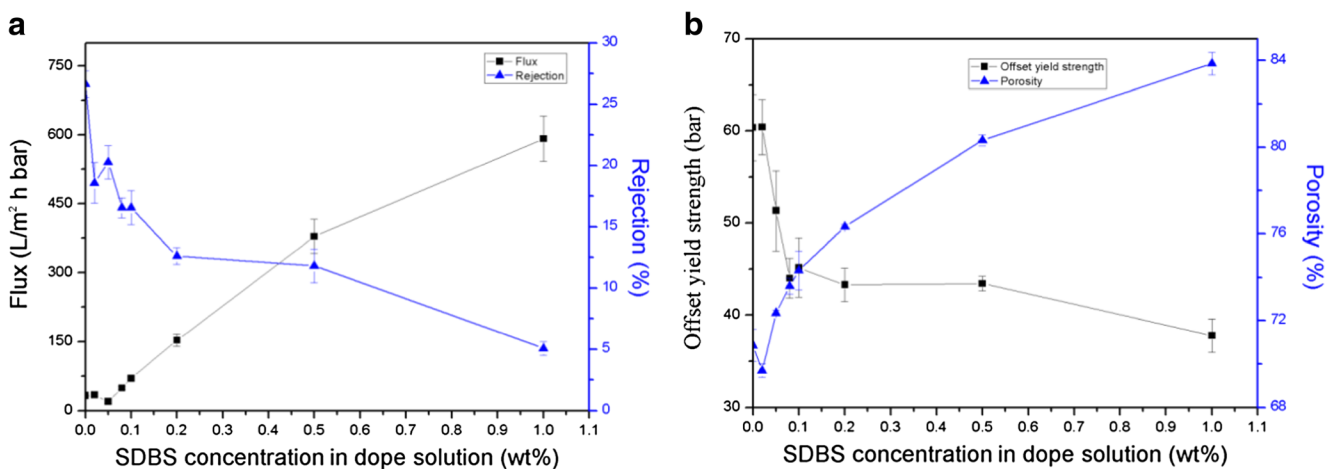 a
Flux (L/m² h bar)
750
600
450
300
150
0
Flux
Rejection
30
25
20
15
10
5
0
Rejection (%)
0.0 0.1 0.2 0.3 0.4 0.5 0.6 0.7 0.8 0.9 1.0 1.1
SDBS concentration in dope solution (wt%)
b
Offset yield strength (bar)
70
60
50
40
30
Offset yield strength
Porosity
84
80
76
72
68
Porosity (%)
0.0 0.1 0.2 0.3 0.4 0.5 0.6 0.7 0.8 0.9 1.0 1.1
SDBS concentration in dope solution (wt%)